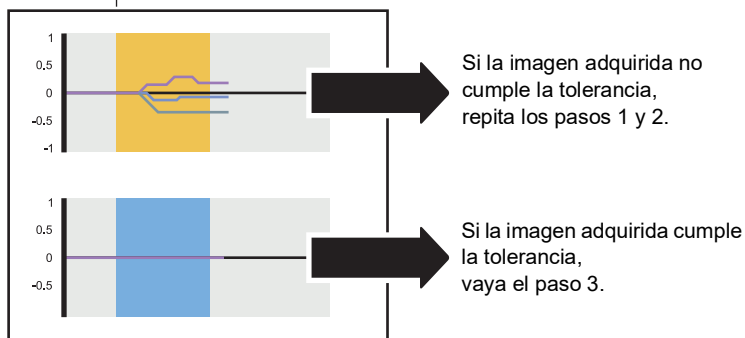 1
0.5
0
-0.5
-1
Si la imagen adquirida no
cumple la tolerancia,
repita los pasos 1 y 2.
1
0.5
0
-0.5
Si la imagen adquirida cumple
la tolerancia,
vaya el paso 3.